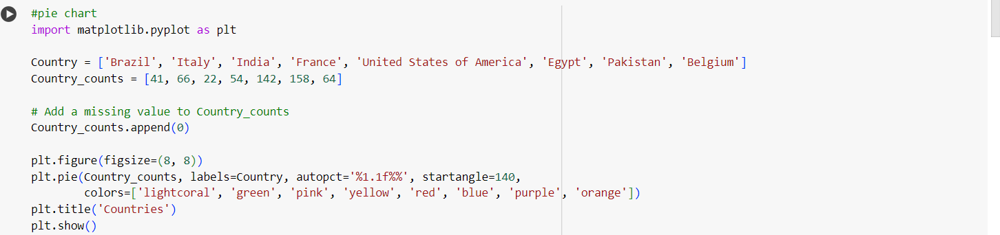 #pie chart
import matplotlib.pyplot as plt
Country = ['Brazil', 'Italy', 'India', 'France', 'United States of America', 'Egypt', 'Pakistan', 'Belgium']
Country_counts = [41, 66, 22, 54, 142, 158, 64]
# Add a missing value to Country_counts
Country_counts.append(0)
plt.figure(figsize=(8, 8))
plt.pie(Country_counts, labels=Country, autopct='%1.1f%%', startangle=140,
colors=['lightcoral', 'green', 'pink', 'yellow', 'red', 'blue', 'purple', 'orange'])
plt.title('Countries')
plt.show()